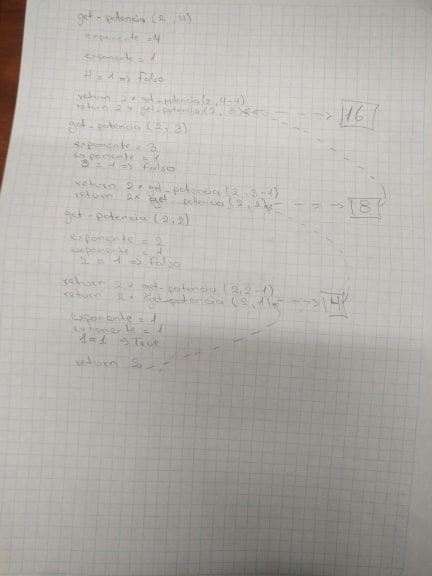 get-potencia (2,4)
exponente = 4
exponente = 1
4 = 1 => falso
return 2 * get-potencia(2,4-1)
return 2 * get-potencia (2,3) 16
get-potencia (2,3)
exponente = 3
exponente = 1
3 = 1 => falso
return 2 * get-potencia (2,3-1)
return 2 * get-potencia (2,2) 8
get-potencia (2,2)
exponente = 2
exponente = 1
2 = 1 => falso
return 2 * get-potencia (2,2-1)
return 2 * get-potencia (2,1) 4
exponente = 1
exponente = 1
1=1 => True
return 2